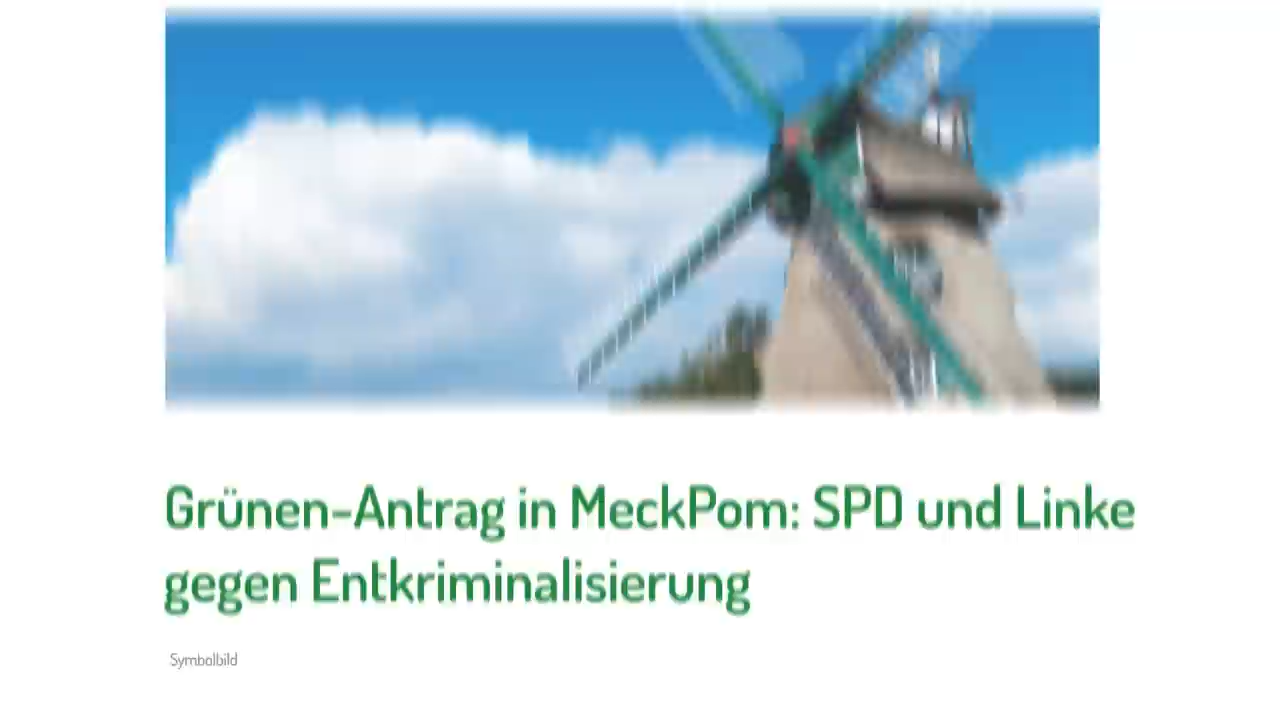 Grünen-Antrag in MeckPom: SPD und Linke
gegen Entkriminalisierung
Symbolbild